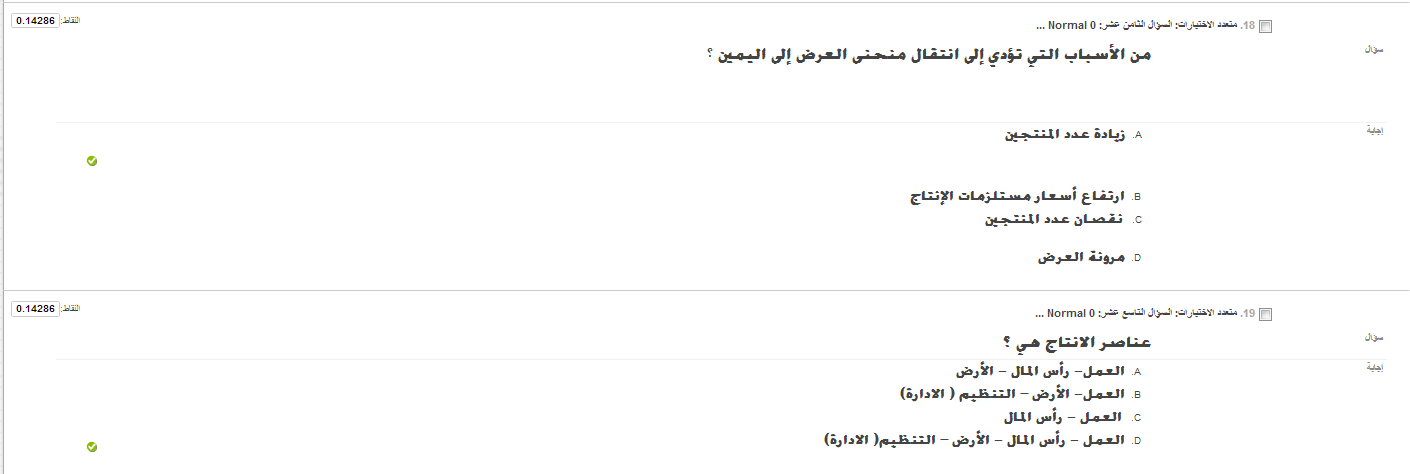 18. متعدد الاختيارات: السؤال الثامن عشر: Normal 0 ...
النقاط: 0.14286
سؤال
من الأسباب التي تؤدي إلى انتقال منحنى العرض إلى اليمين ؟
إجابة
A. زيادة عدد المنتجين
B. ارتفاع أسعار مستلزمات الإنتاج
C. نقصان عدد المنتجين
D. مرونة العرض
19. متعدد الاختيارات: السؤال التاسع عشر: Normal 0 ...
النقاط: 0.14286
سؤال
عناصر الانتاج هي ؟
إجابة
A. العمل– رأس المال – الأرض
B. العمل– الأرض – التنظيم ( الادارة)
C. العمل – رأس المال
D. العمل – رأس المال – الأرض – التنظيم( الادارة)